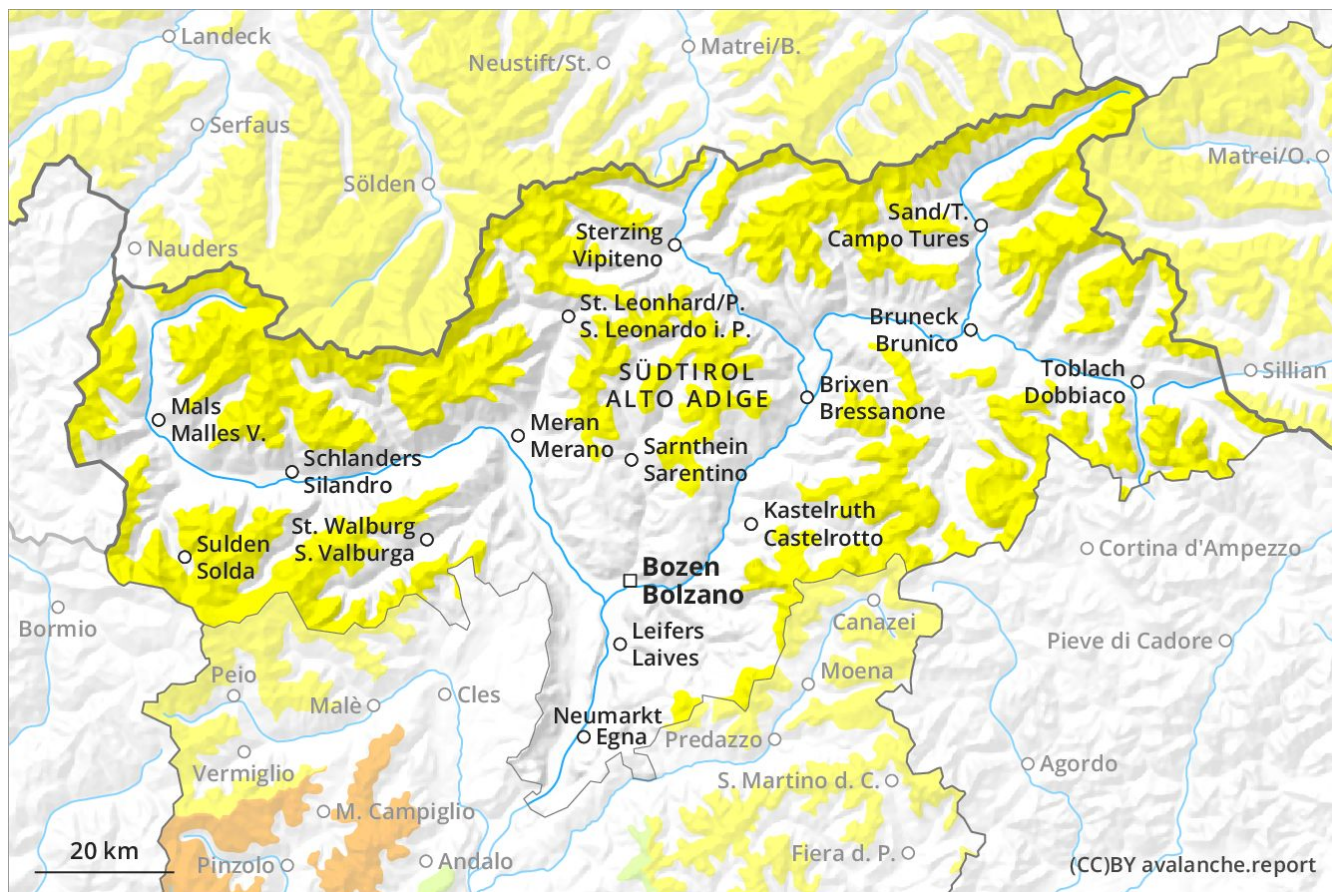 Landeck
Matrei/B.
Neustift/St.
Serfaus
Matrei/O.
Sölden
Sand/T.
Campo Tures
Sterzing
Vipiteno
Nauders
St. Leonhard/P.
S. Leonardo i. P.
Bruneck
Brunico
SÜDTIROL
ALTO ADIGE
Toblach
Dobbiaco
Sillian
Brixen
Bressanone
Mals
Malles V.
Meran
Merano
Sarnthein
Sarentino
Schlanders
Silandro
Kastelruth
Castelrotto
St. Walburg
S. Valburga
Sulden
Solda
Cortina d'Ampezzo
Bozen
Bolzano
Bormio
Canazei
Leifers
Laives
Pieve di Cadore
Moena
Peio
Malè
Cles
Neumarkt
Egna
Predazzo
Vermiglio
Agordo
S. Martino d. C.
M. Campiglio
20 km
Pinzolo
Andalo
Fiera d. P.
(CC)BY avalanche.report